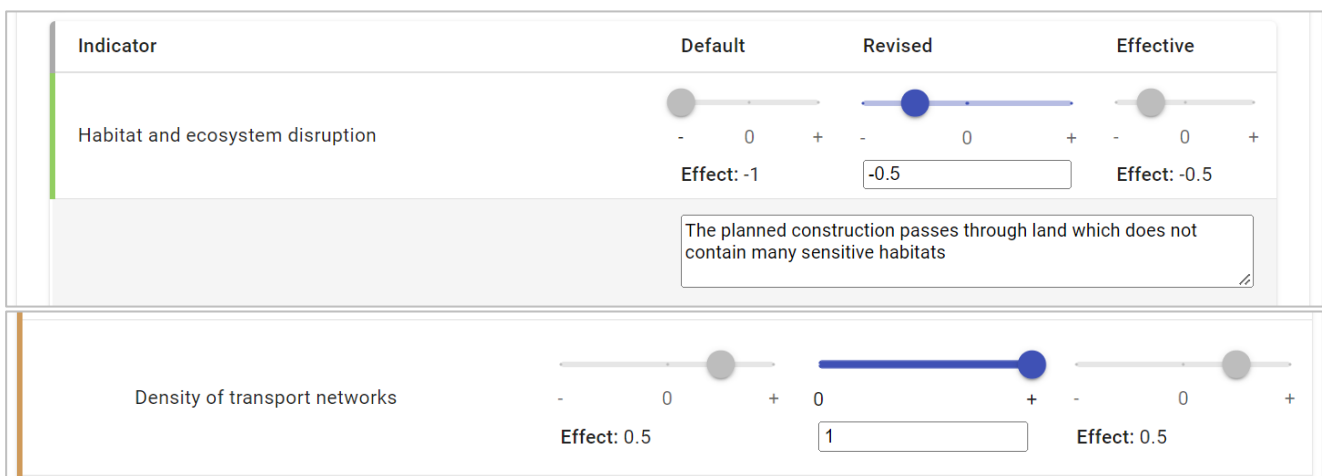 Indicator Default Revised Effective
Habitat and ecosystem disruption
- 0 + - 0 + - 0 +
Effect: -1 -0.5 Effect: -0.5
The planned construction passes through land which does not
contain many sensitive habitats
Density of transport networks
- 0 + 0 + - 0 +
Effect: 0.5 1 Effect: 0.5